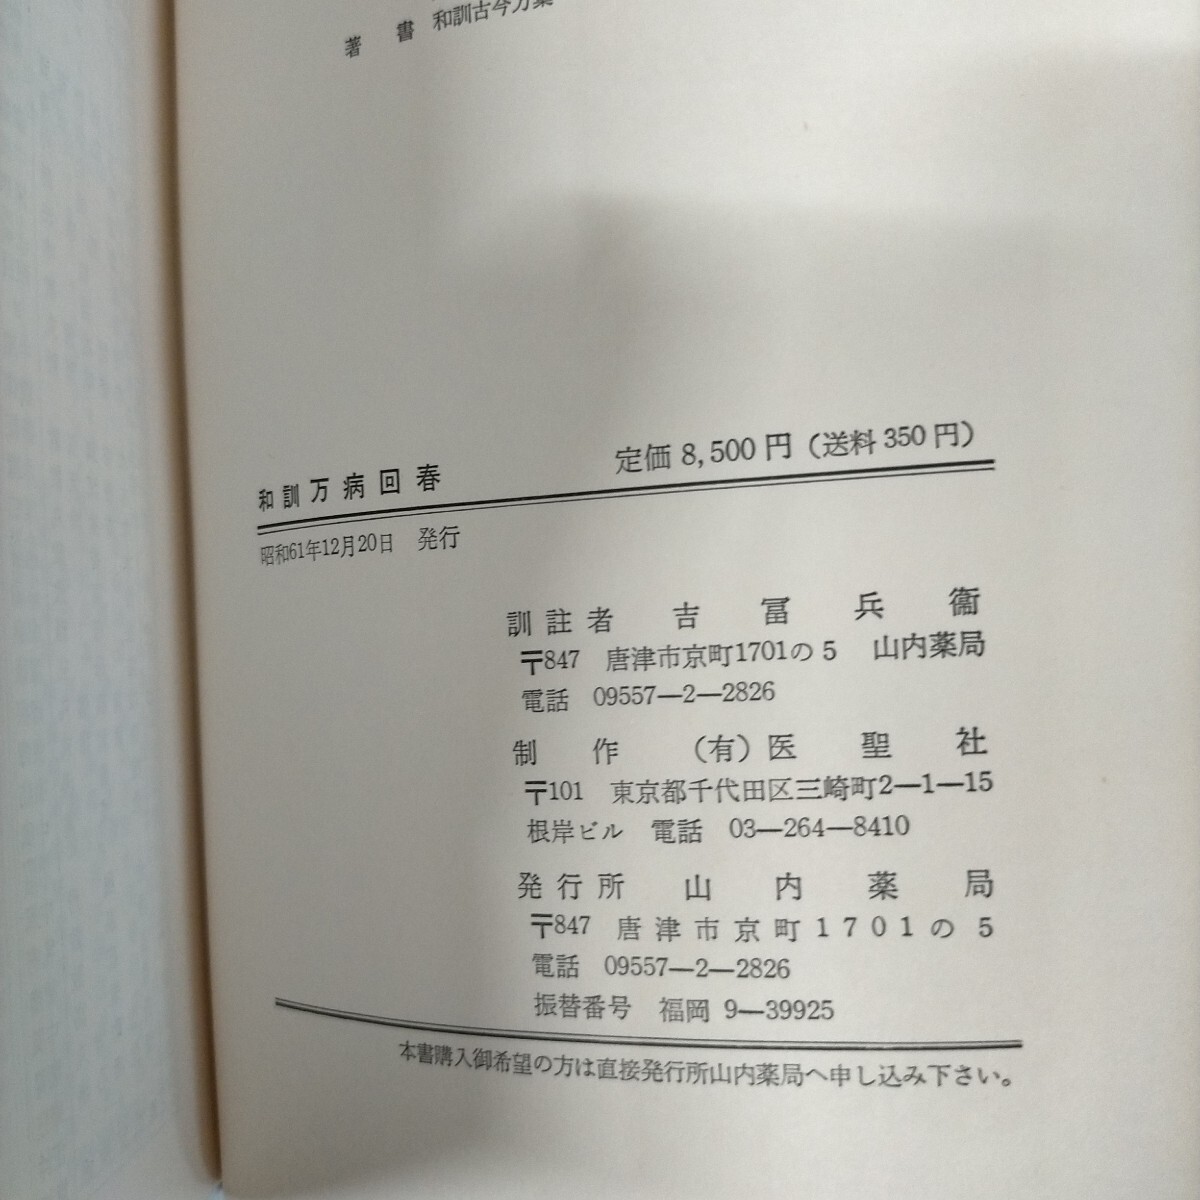 著書 和訓古今方彙
和訓万病回春 定価 8,500 円（送料 350 円）
昭和61年12月20日 発行
訓註者 吉冨兵衞
〒847 唐津市京町1701の5 山内薬局
電話 09557―2―2826
制作 （有）医聖社
〒101 東京都千代田区三崎町2―1―15
根岸ビル 電話 03―264―8410
発行所 山内薬局
〒847 唐津市京町1701の5
電話 09557―2―2826
振替番号 福岡 9―39925
本書購入御希望の方は直接発行所山内薬局へ申し込み下さい。